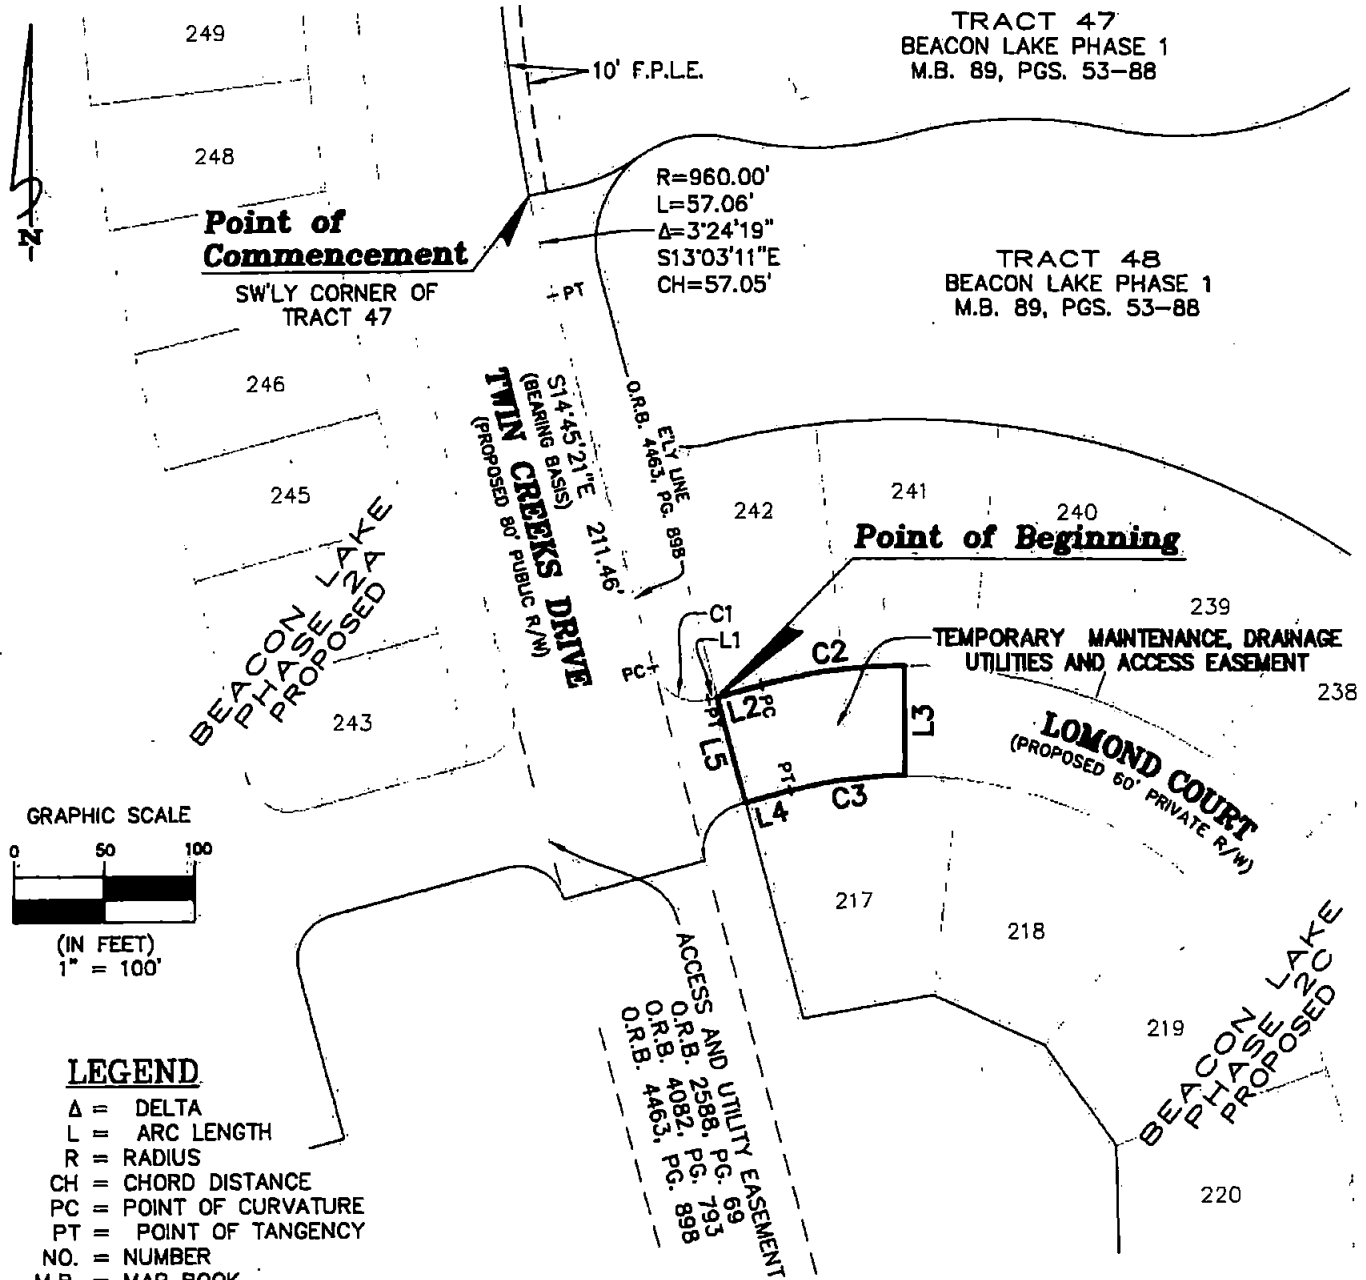 249
TRACT 47
BEACON LAKE PHASE 1
M.B. 89, PGS. 53-88
10' F.P.L.E.
248
N
Point of
Commencement
SW'LY CORNER OF
TRACT 47
R=960.00'
L=57.06'
Δ=3°24'19"
S13°03'11"E
CH=57.05'
TRACT 48
BEACON LAKE PHASE 1
M.B. 89, PGS. 53-88
PT
246
S14°45'21"E 211.46'
(BEARING BASIS)
TWIN CREEKS DRIVE
(PROPOSED 80' PUBLIC R/W)
E'LY LINE
O.R.B. 4463, PG. 898
245
242
241
240
Point of Beginning
BEACON LAKE
PHASE 2A
PROPOSED
239
C1
L1
TEMPORARY MAINTENANCE, DRAINAGE
UTILITIES AND ACCESS EASEMENT
C2
PC
238
243
PT
L2
PC
L3
L5
LOMOND COURT
(PROPOSED 60' PRIVATE R/W)
PT
C3
L4
GRAPHIC SCALE
0 50 100
(IN FEET)
1" = 100'
217
218
219
220
BEACON LAKE
PHASE 2C
PROPOSED
ACCESS AND UTILITY EASEMENT
O.R.B. 2588, PG. 69
O.R.B. 4082, PG. 793
O.R.B. 4463, PG. 898
LEGEND
Δ = DELTA
L = ARC LENGTH
R = RADIUS
CH = CHORD DISTANCE
PC = POINT OF CURVATURE
PT = POINT OF TANGENCY
NO. = NUMBER
M.B. = MAP BOOK